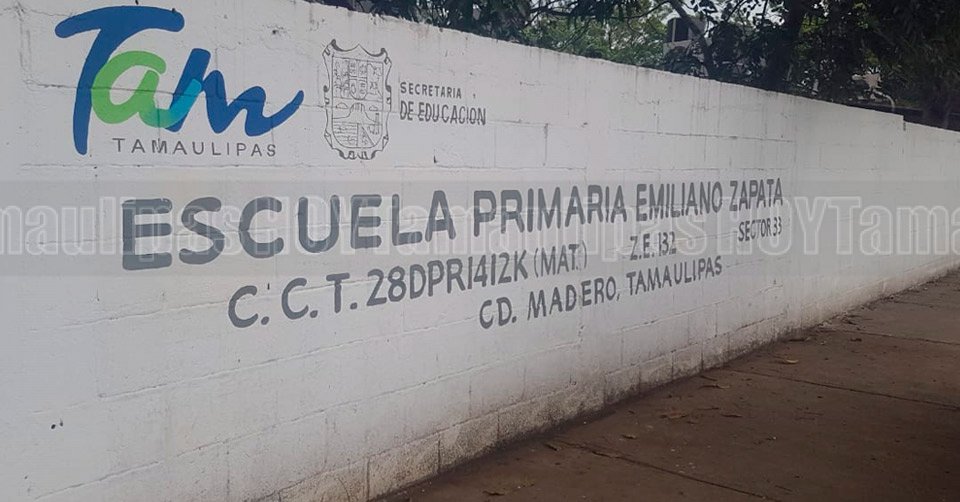 Tam
TAMAULIPAS
SECRETARIA
DE EDUCACION
ESCUELA PRIMARIA EMILIANO ZAPATA
C.C.T. 28DPR1412K (MAT.) Z.E. 132 SECTOR 33
CD. MADERO, TAMAULIPAS